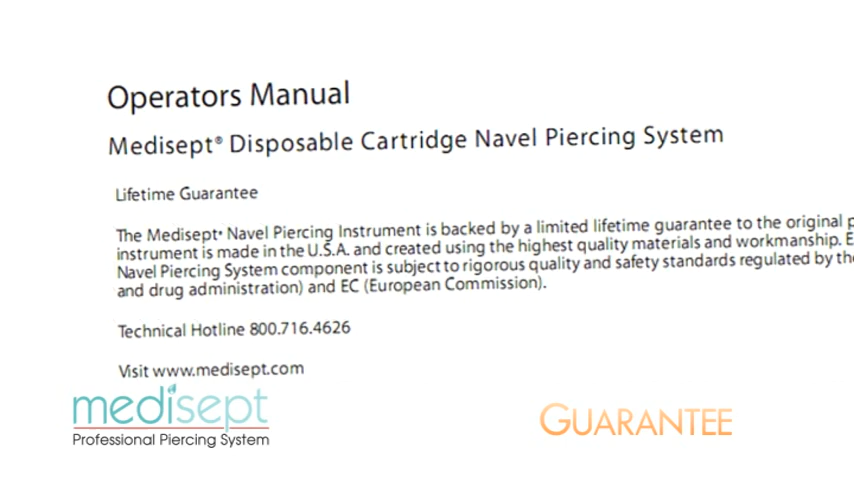 Operators Manual
Medisept® Disposable Cartridge Navel Piercing System
Lifetime Guarantee
The Medisept® Navel Piercing Instrument is backed by a limited lifetime guarantee to the original
instrument is made in the U.S.A. and created using the highest quality materials and workmanship.
Navel Piercing System component is subject to rigorous quality and safety standards regulated by
and drug administration) and EC (European Commission).
Technical Hotline 800.716.4626
Visit www.medisept.com
medisept
Professional Piercing System
GUARANTEE